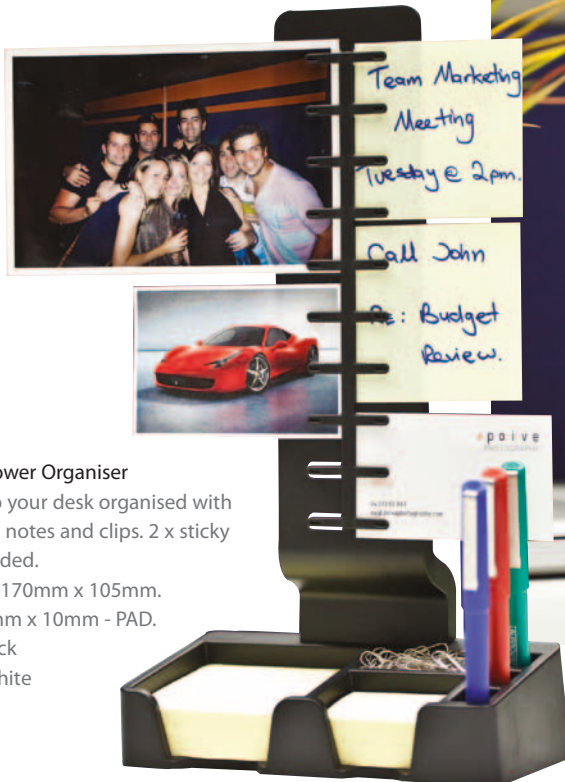 Team Marketing
Meeting
Tuesday @ 2pm.
Call John
RE: Budget
Review.
paive
ower Organiser
o your desk organised with
notes and clips. 2 x sticky
ded.
170mm x 105mm.
m x 10mm - PAD.
ck
hite